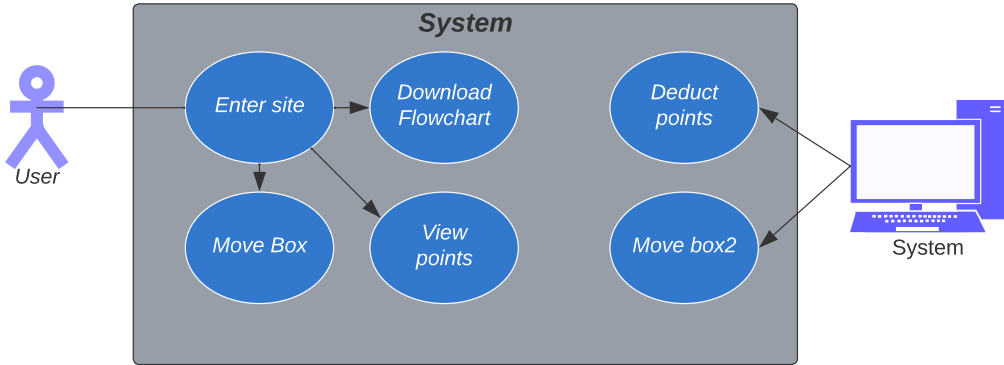 System
Enter site
Download
Flowchart
Deduct
points
User
Move Box
View
points
Move box2
System